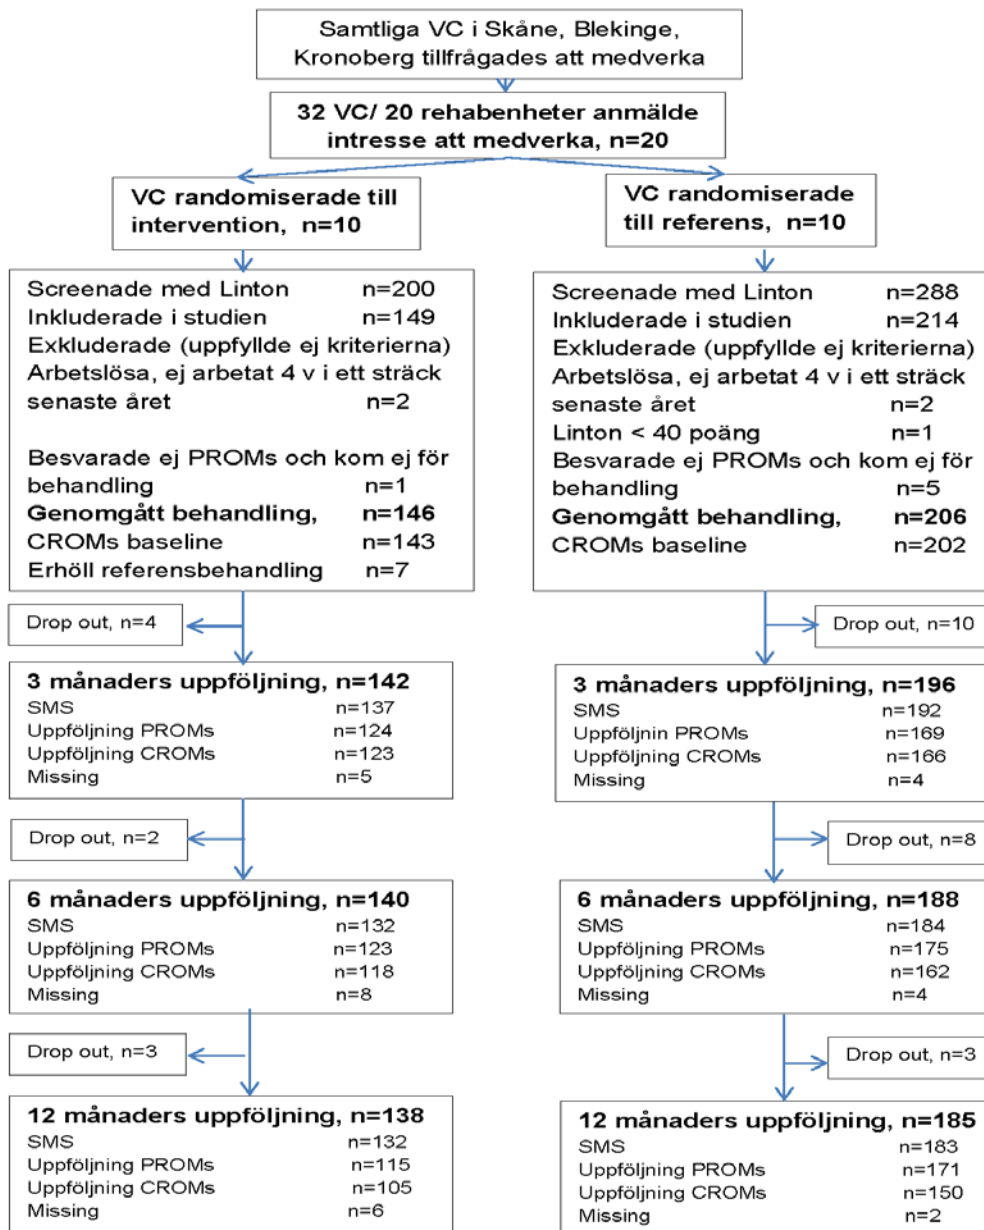 Samtliga VC i Skåne, Blekinge,
Kronoberg tillfrågades att medverka
32 VC/ 20 rehabenheter anmälde
intresse att medverka, n=20
VC randomiserade till
intervention, n=10
VC randomiserade
till referens, n=10
Screenade med Linton n=200
Inkluderade i studien n=149
Exkluderade (uppfyllde ej kriterierna)
Arbetslösa, ej arbetat 4 v i ett sträck
senaste året n=2
Besvarade ej PROMs och kom ej för
behandling n=1
Genomgått behandling, n=146
CROMs baseline n=143
Erhöll referensbehandling n=7
Screenade med Linton n=288
Inkluderade i studien n=214
Exkluderade (uppfyllde ej kriterierna)
Arbetslösa, ej arbetat 4 v i ett sträck
senaste året n=2
Linton < 40 poäng n=1
Besvarade ej PROMs och kom ej för
behandling n=5
Genomgått behandling, n=206
CROMs baseline n=202
Drop out, n=4
Drop out, n=10
3 månaders uppföljning, n=142
SMS n=137
Uppföljning PROMs n=124
Uppföljning CROMs n=123
Missing n=5
3 månaders uppföljning, n=196
SMS n=192
Uppföljnin PROMs n=169
Uppföljning CROMs n=166
Missing n=4
Drop out, n=2
Drop out, n=8
6 månaders uppföljning, n=140
SMS n=132
Uppföljning PROMs n=123
Uppföljning CROMs n=118
Missing n=8
6 månaders uppföljning, n=188
SMS n=184
Uppföljning PROMs n=175
Uppföljning CROMs n=162
Missing n=4
Drop out, n=3
Drop out, n=3
12 månaders uppföljning, n=138
SMS n=132
Uppföljning PROMs n=115
Uppföljning CROMs n=105
Missing n=6
12 månaders uppföljning, n=185
SMS n=183
Uppföljning PROMs n=171
Uppföljning CROMs n=150
Missing n=2